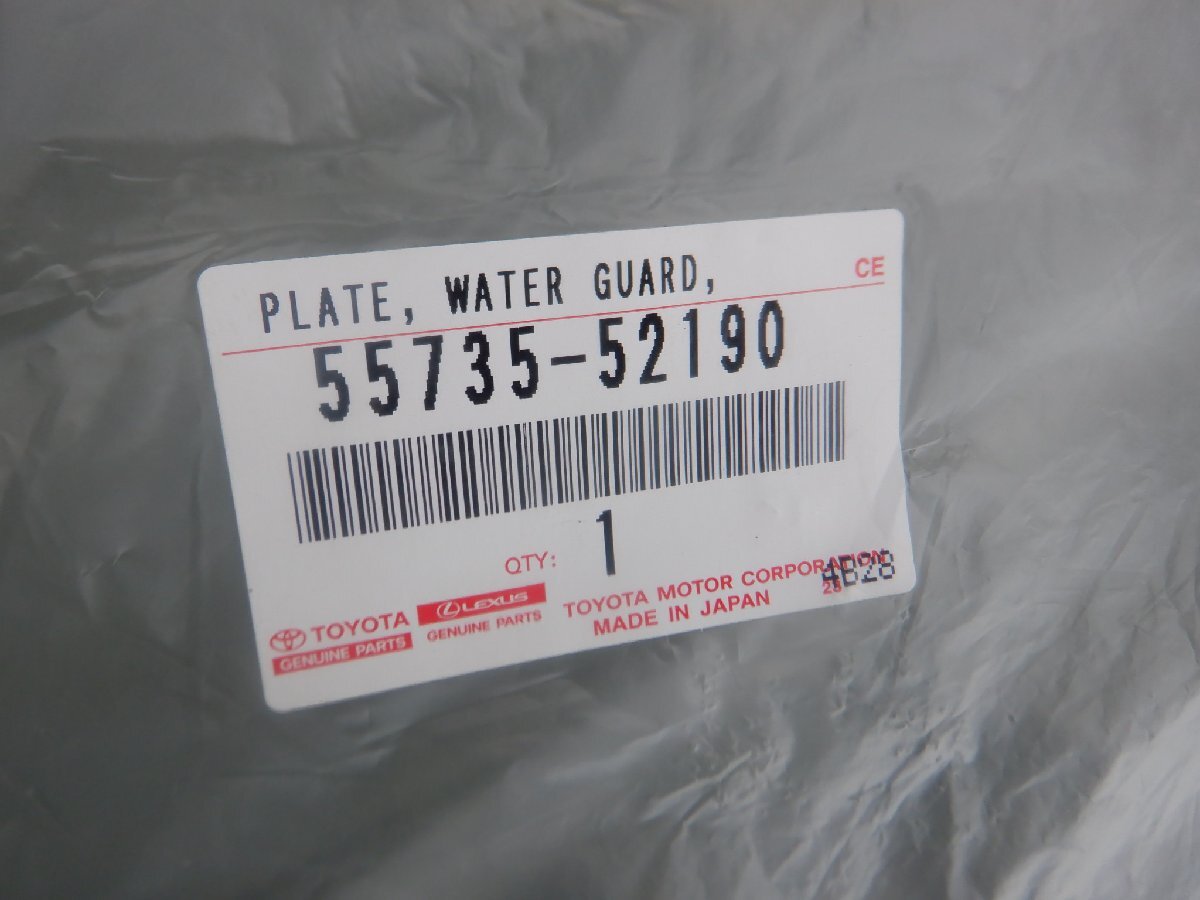 PLATE, WATER GUARD,
CE
55735-52190
QTY: 1
TOYOTA
GENUINE PARTS
LEXUS
GENUINE PARTS
TOYOTA MOTOR CORPORATION
MADE IN JAPAN
4B28